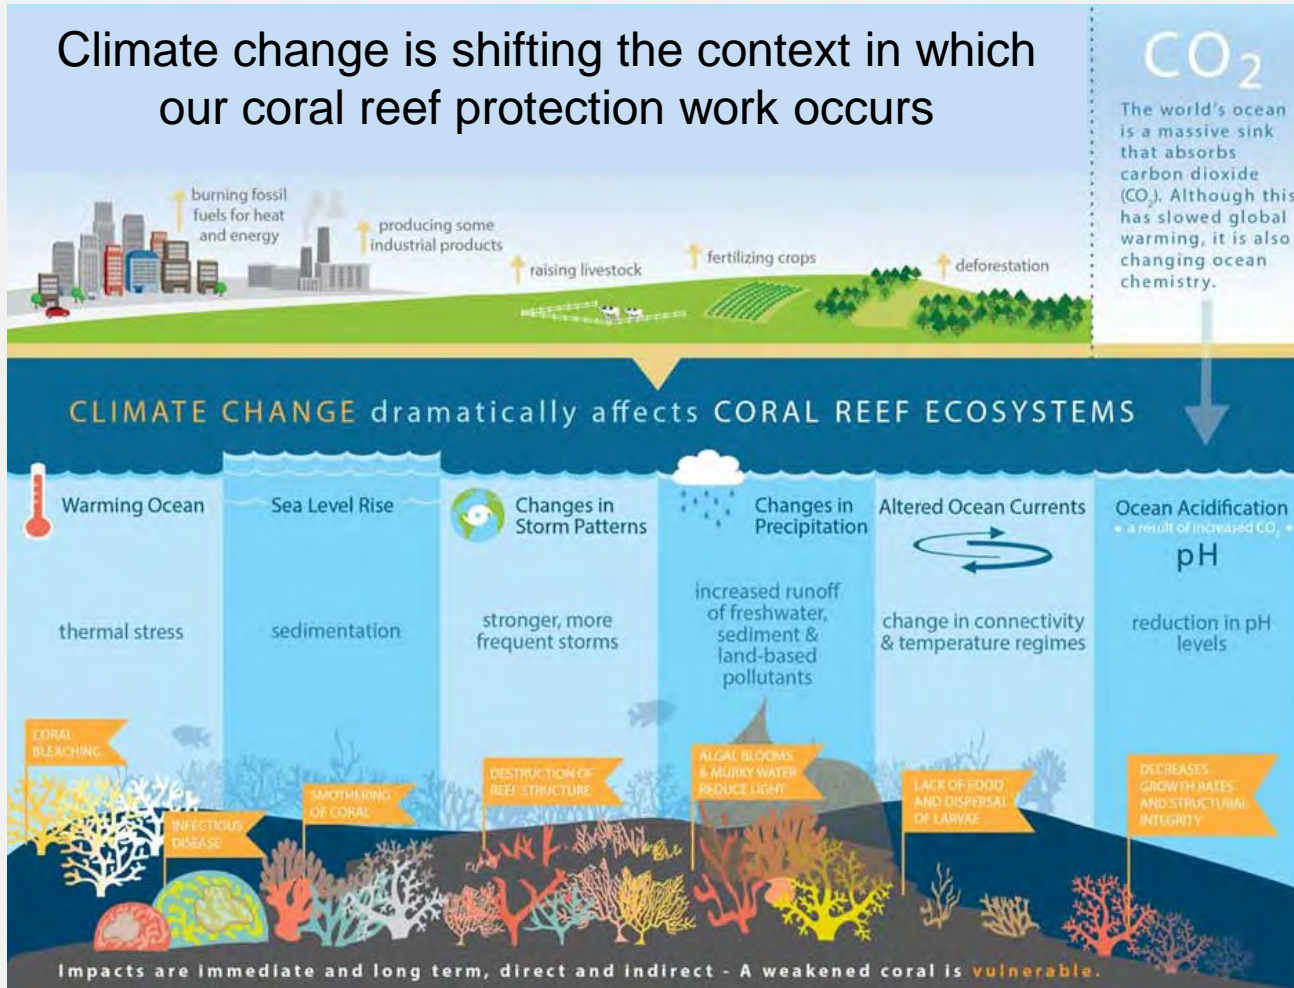 Climate change is shifting the context in which
our coral reef protection work occurs
CO2
The world's ocean
is a massive sink
that absorbs
carbon dioxide
(CO2). Although this
has slowed global
warming, it is also
changing ocean
chemistry.
burning fossil
fuels for heat
and energy
producing some
industrial products
raising livestock
fertilizing crops
deforestation
CLIMATE CHANGE dramatically affects CORAL REEF ECOSYSTEMS
Warming Ocean
thermal stress
CORAL
BLEACHING
INFECTIOUS
DISEASE
Sea Level Rise
sedimentation
SMOTHERING
OF CORAL
Changes in
Storm Patterns
stronger, more
frequent storms
DESTRUCTION OF
REEF STRUCTURE
Changes in
Precipitation
increased runoff
of freshwater,
sediment &
land-based
pollutants
ALGAL BLOOMS
& MURKY WATER
REDUCE LIGHT
Altered Ocean Currents
change in connectivity
& temperature regimes
LACK OF FOOD
AND DISPERSAL
OF LARVAE
Ocean Acidification
• a result of increased CO2 •
pH
reduction in pH
levels
DECREASES
GROWTH RATES
AND STRUCTURAL
INTEGRITY
Impacts are immediate and long term, direct and indirect - A weakened coral is vulnerable.